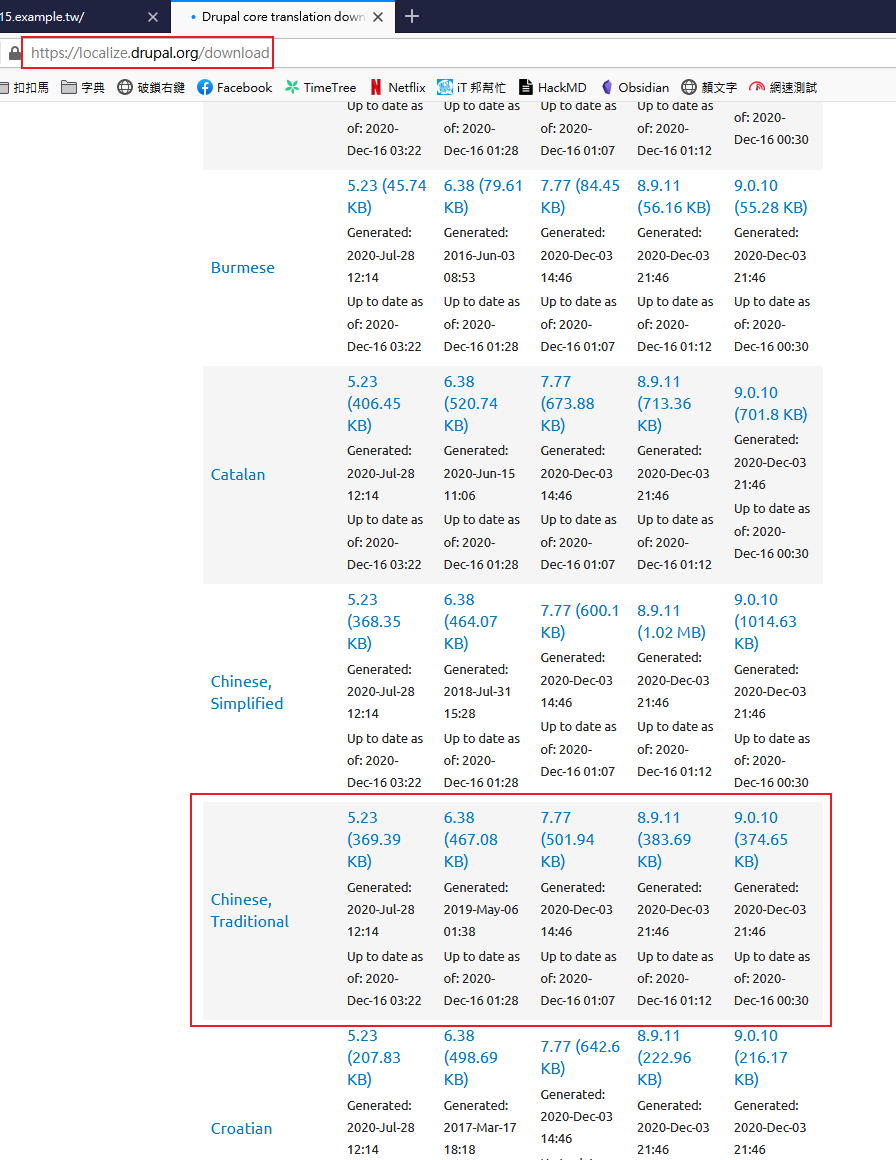 15.example.tw/
Drupal core translation down
https://localize.drupal.org/download
扣扣馬 字典 破鎖右鍵 Facebook TimeTree Netflix iT 邦幫忙 HackMD Obsidian 顏文字 網速測試
Up to date as of: 2020-Dec-16 03:22
Up to date as of: 2020-Dec-16 01:28
Up to date as of: 2020-Dec-16 01:07
Up to date as of: 2020-Dec-16 01:12
of: 2020-
Dec-16 00:30
Burmese
5.23 (45.74
KB)
Generated:
2020-Jul-28
12:14
Up to date as
of: 2020-
Dec-16 03:22
6.38 (79.61
KB)
Generated:
2016-Jun-03
08:53
Up to date as
of: 2020-
Dec-16 01:28
7.77 (84.45
KB)
Generated:
2020-Dec-03
14:46
Up to date as
of: 2020-
Dec-16 01:07
8.9.11
(56.16 KB)
Generated:
2020-Dec-03
21:46
Up to date as
of: 2020-
Dec-16 01:12
9.0.10
(55.28 KB)
Generated:
2020-Dec-03
21:46
Up to date as
of: 2020-
Dec-16 00:30
Catalan
5.23
(406.45
KB)
Generated:
2020-Jul-28
12:14
Up to date as
of: 2020-
Dec-16 03:22
6.38
(520.74
KB)
Generated:
2020-Jun-15
11:06
Up to date as
of: 2020-
Dec-16 01:28
7.77
(673.88
KB)
Generated:
2020-Dec-03
14:46
Up to date as
of: 2020-
Dec-16 01:07
8.9.11
(713.36
KB)
Generated:
2020-Dec-03
21:46
Up to date as
of: 2020-
Dec-16 01:12
9.0.10
(701.8 KB)
Generated:
2020-Dec-03
21:46
Up to date as
of: 2020-
Dec-16 00:30
Chinese,
Simplified
5.23
(368.35
KB)
Generated:
2020-Jul-28
12:14
Up to date as
of: 2020-
Dec-16 03:22
6.38
(464.07
KB)
Generated:
2018-Jul-31
15:28
Up to date as
of: 2020-
Dec-16 01:28
7.77 (600.1
KB)
Generated:
2020-Dec-03
14:46
Up to date as
of: 2020-
Dec-16 01:07
8.9.11
(1.02 MB)
Generated:
2020-Dec-03
21:46
Up to date as
of: 2020-
Dec-16 01:12
9.0.10
(1014.63
KB)
Generated:
2020-Dec-03
21:46
Up to date as
of: 2020-
Dec-16 00:30
Chinese,
Traditional
5.23
(369.39
KB)
Generated:
2020-Jul-28
12:14
Up to date as
of: 2020-
Dec-16 03:22
6.38
(467.08
KB)
Generated:
2019-May-06
01:38
Up to date as
of: 2020-
Dec-16 01:28
7.77
(501.94
KB)
Generated:
2020-Dec-03
14:46
Up to date as
of: 2020-
Dec-16 01:07
8.9.11
(383.69
KB)
Generated:
2020-Dec-03
21:46
Up to date as
of: 2020-
Dec-16 01:12
9.0.10
(374.65
KB)
Generated:
2020-Dec-03
21:46
Up to date as
of: 2020-
Dec-16 00:30
Croatian
5.23
(207.83
KB)
Generated:
2020-Jul-28
12:14
6.38
(498.69
KB)
Generated:
2017-Mar-17
18:18
7.77 (642.6
KB)
Generated:
2020-Dec-03
14:46
8.9.11
(222.96
KB)
Generated:
2020-Dec-03
21:46
9.0.10
(216.17
KB)
Generated:
2020-Dec-03
21:46